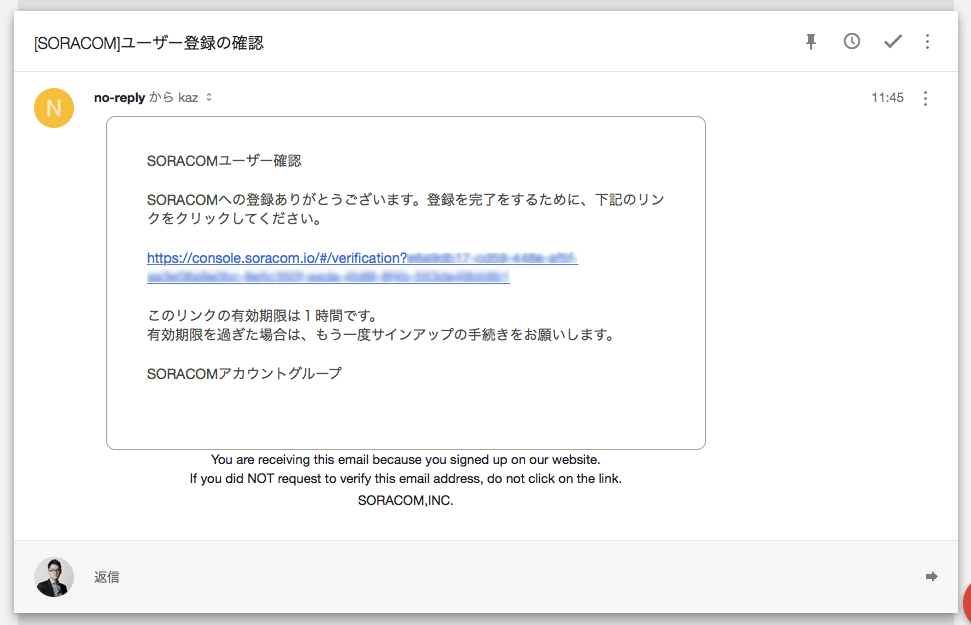 [SORACOM]ユーザー登録の確認
N
no-reply から kaz
11:45
SORACOMユーザー確認
SORACOMへの登録ありがとうございます。登録を完了をするために、下記のリン
クをクリックしてください。
https://console.soracom.io/#/verification?
このリンクの有効期限は１時間です。
有効期限を過ぎた場合は、もう一度サインアップの手続きをお願いします。
SORACOMアカウントグループ
You are receiving this email because you signed up on our website.
If you did NOT request to verify this email address, do not click on the link.
SORACOM,INC.
返信